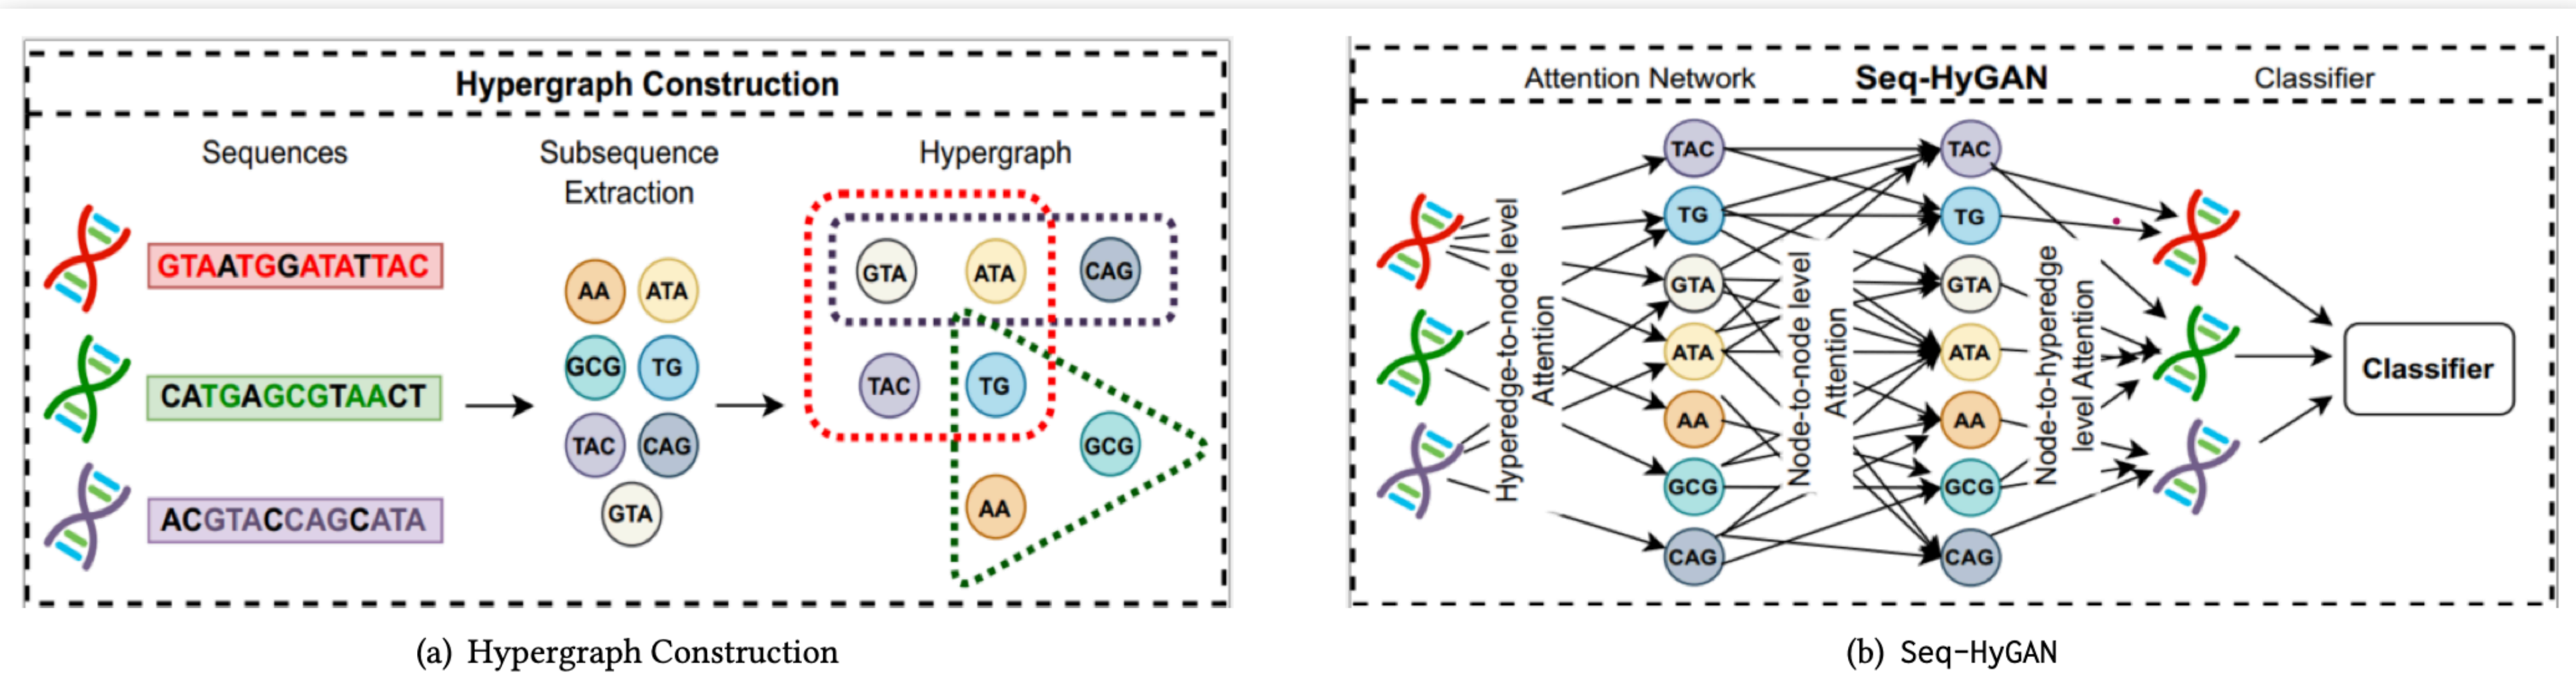 Hypergraph Construction
Sequences
Subsequence
Extraction
Hypergraph
GTAATGGATATTAC
CATGAGCGTAACT
ACGTACCAGCATA
AA
ATA
GCG
TG
TAC
CAG
GTA
GTA
ATA
CAG
TAC
TG
GCG
AA
(a) Hypergraph Construction
Attention Network
Seq-HyGAN
Classifier
Hyperedge-to-node level
Attention
TAC
TG
GTA
ATA
AA
GCG
CAG
Node-to-node level
Attention
TAC
TG
GTA
ATA
AA
GCG
CAG
Node-to-hyperedge
level Attention
Classifier
(b) Seq-HyGAN